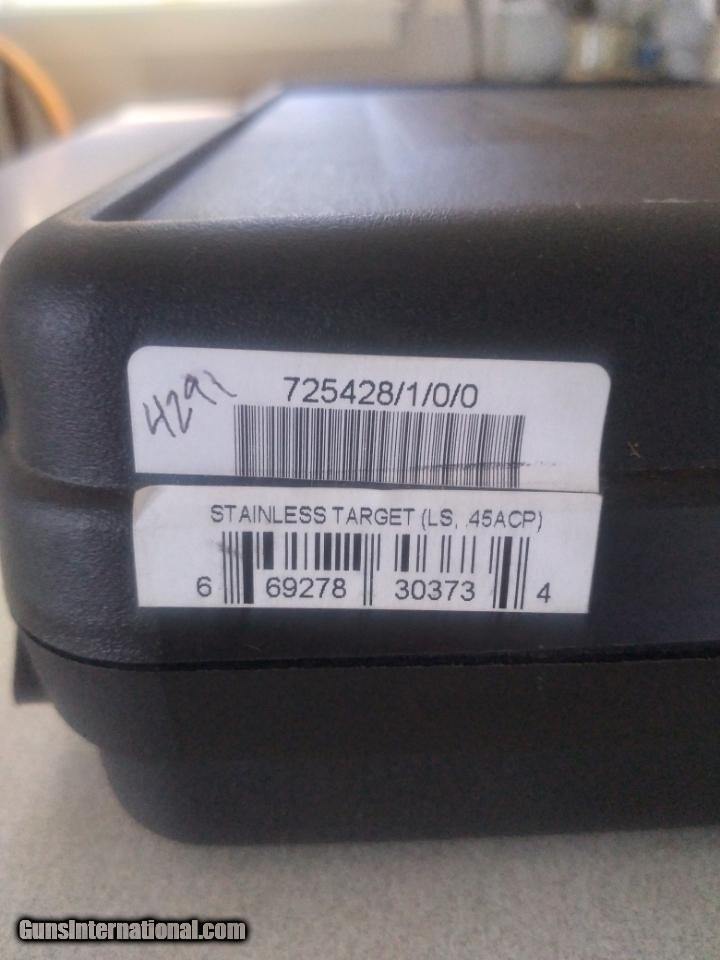 725428/1/0/0
STAINLESS TARGET (LS, .45ACP)
6 69278 30373 4
GunsInternational.com